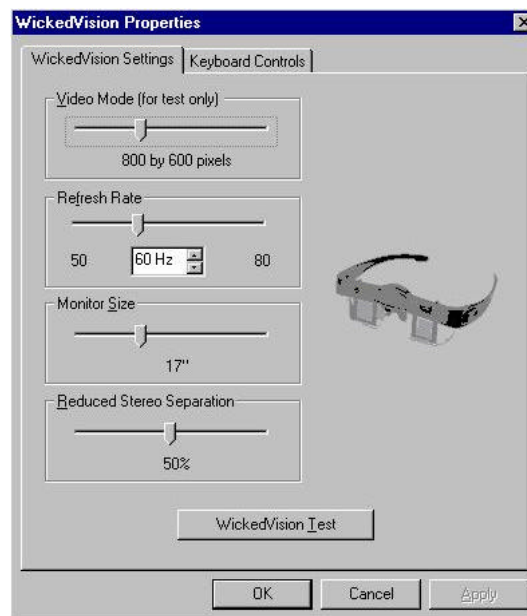 WickedVision Properties
WickedVision Settings Keyboard Controls
Video Mode (for test only)
800 by 600 pixels
Refresh Rate
50 60 Hz 80
Monitor Size
17"
Reduced Stereo Separation
50%
WickedVision Test
OK Cancel Apply